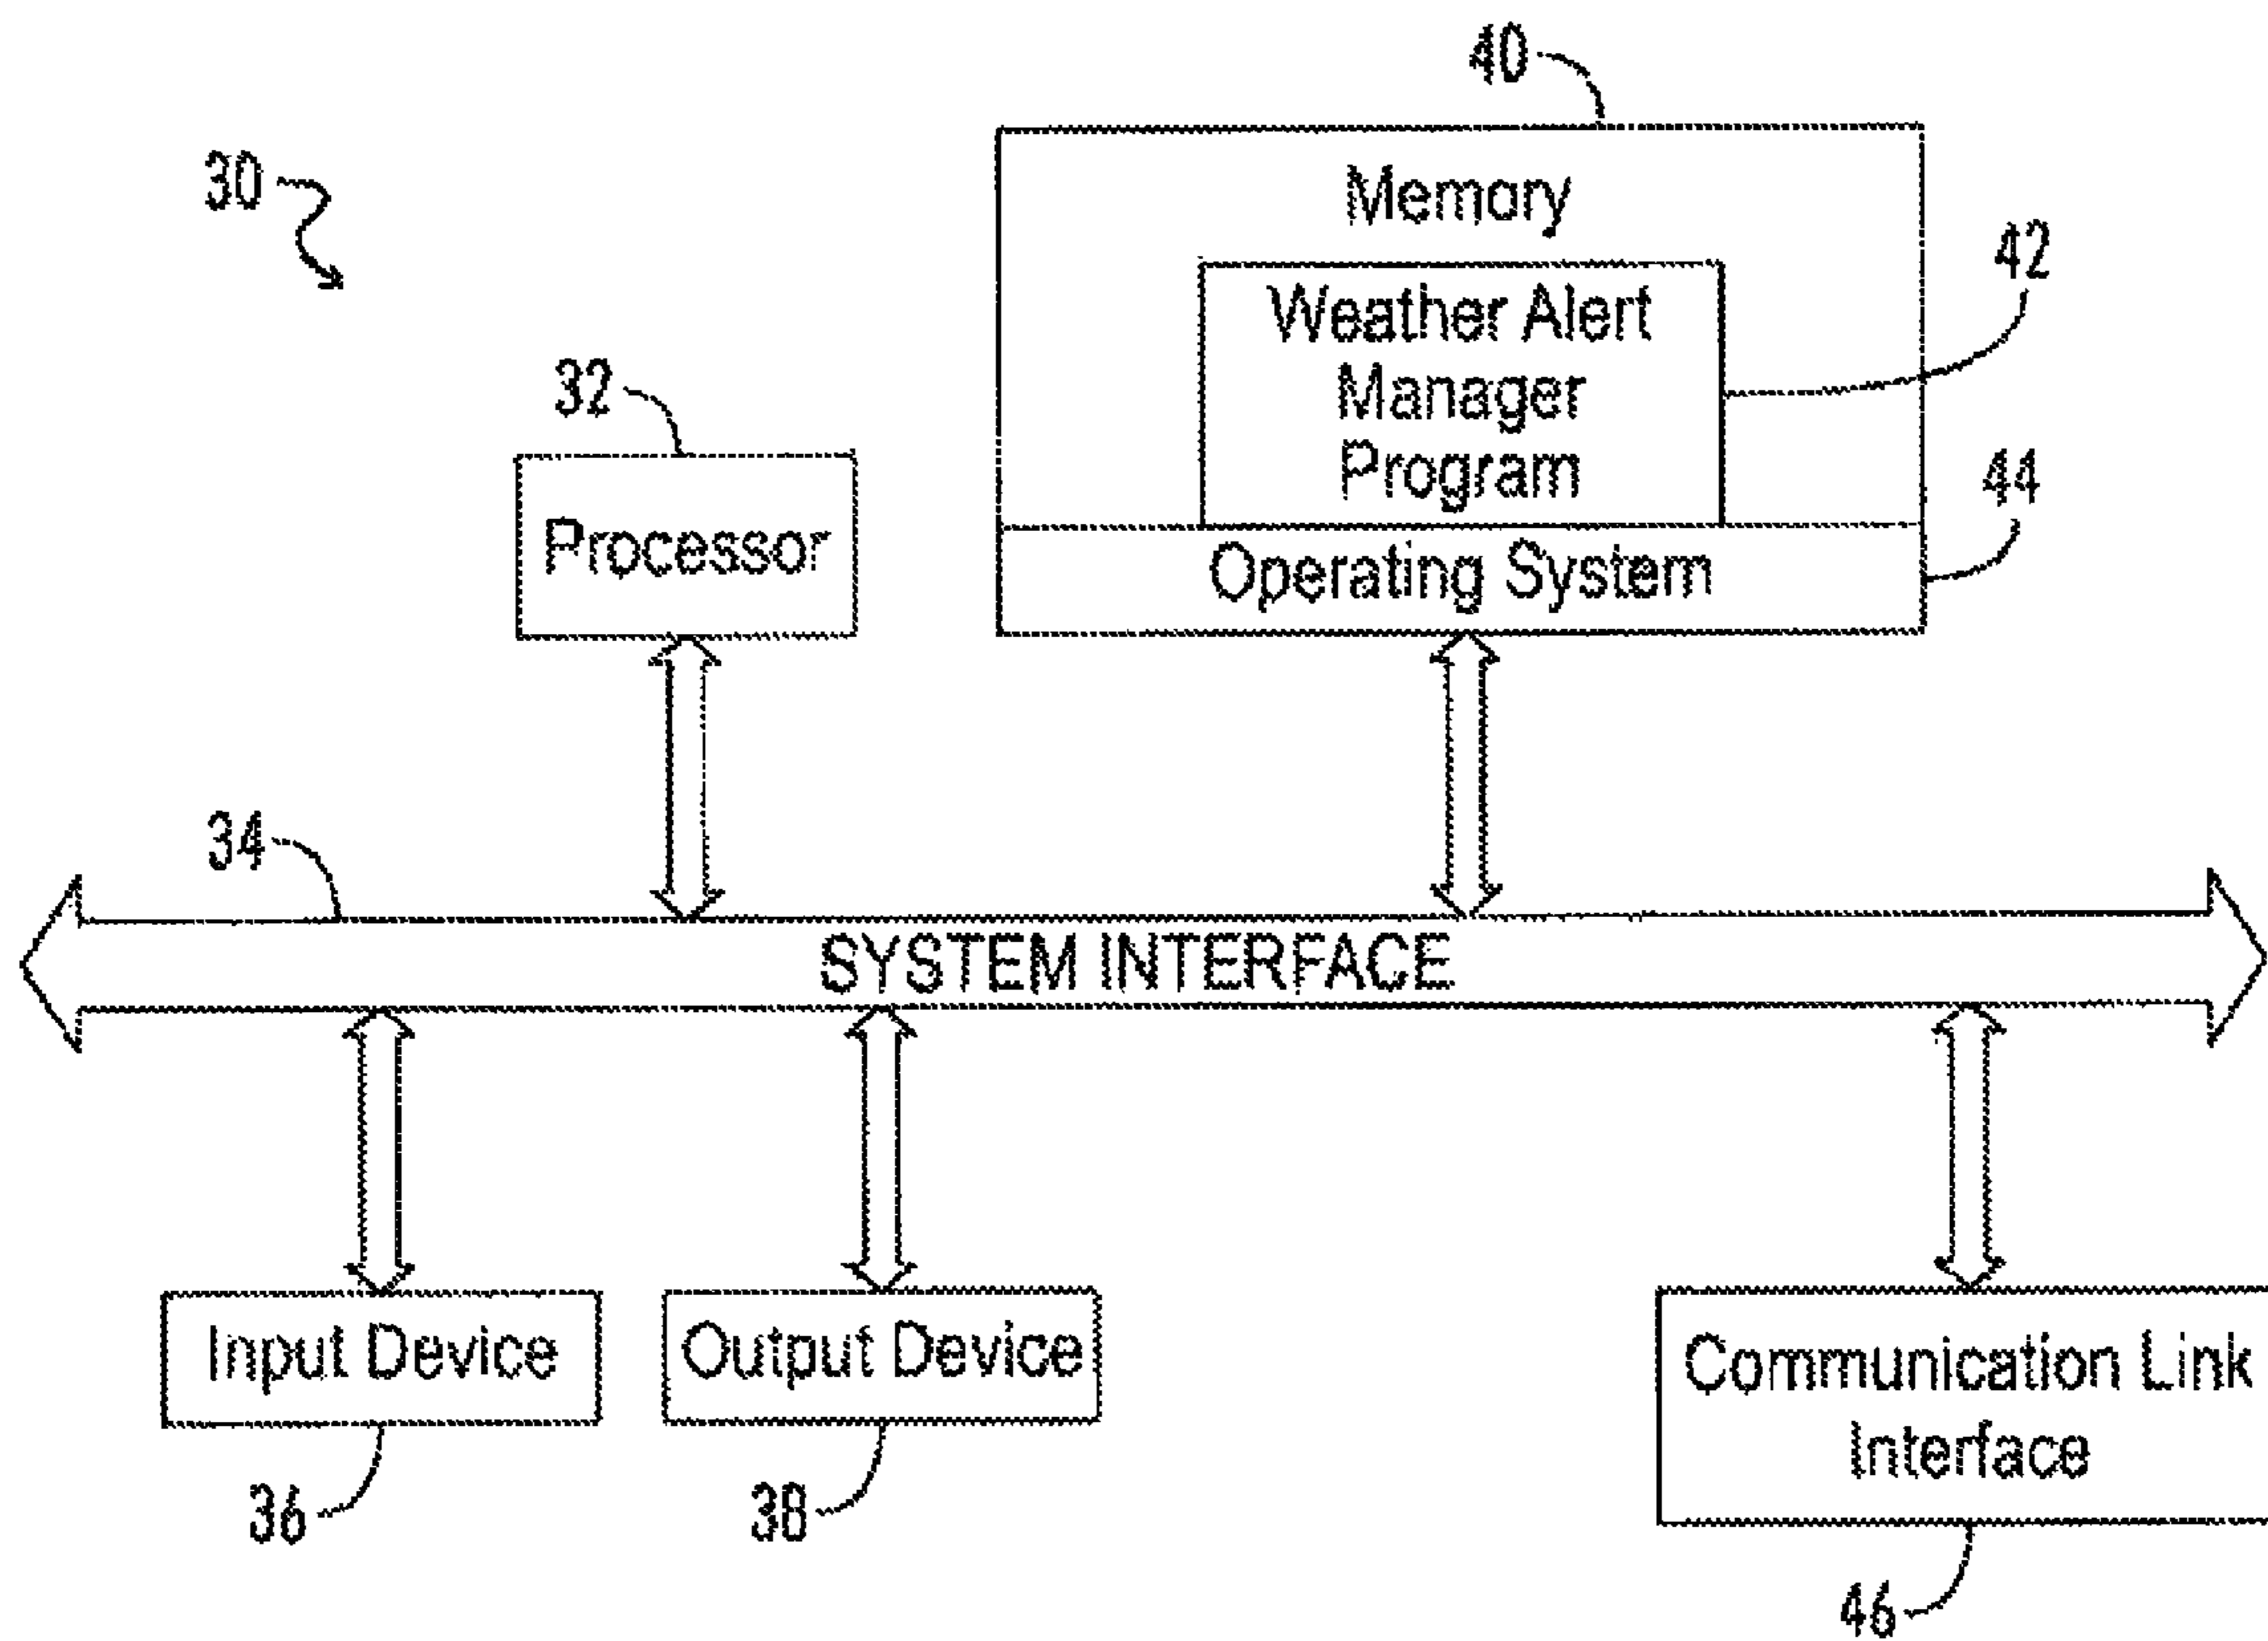 40
30
Memory
42
Weather Alert
Manager
Program
32
44
Processor
Operating System
34
SYSTEM INTERFACE
Input Device
Output Device
Communication Link
Interface
36
38
46